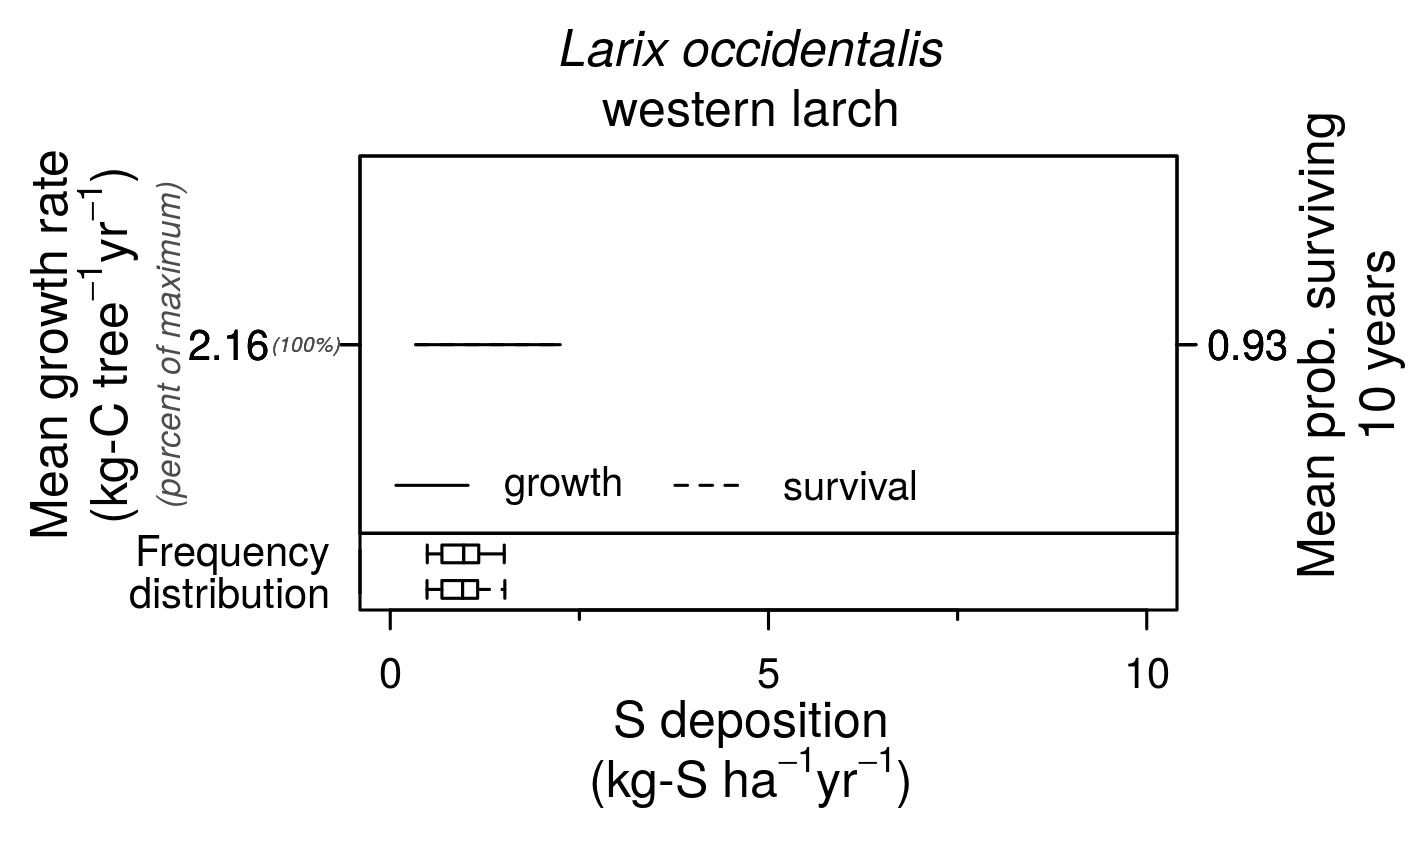 Larix occidentalis
western larch
Mean growth rate
(kg-C tree⁻¹yr⁻¹)
(percent of maximum)
2.16 (100%)
0.93
Mean prob. surviving
10 years
growth
survival
Frequency
distribution
0
5
10
S deposition
(kg-S ha⁻¹yr⁻¹)